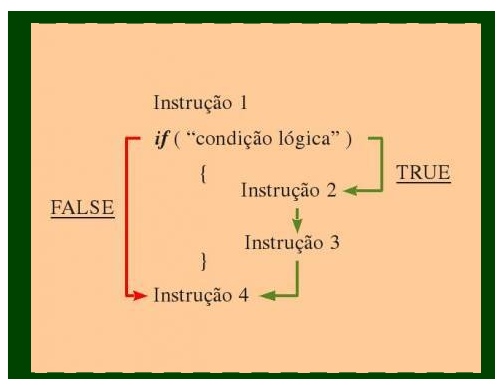 Instrução 1
if ( “condição lógica” )
{
TRUE
Instrução 2
FALSE
Instrução 3
}
Instrução 4